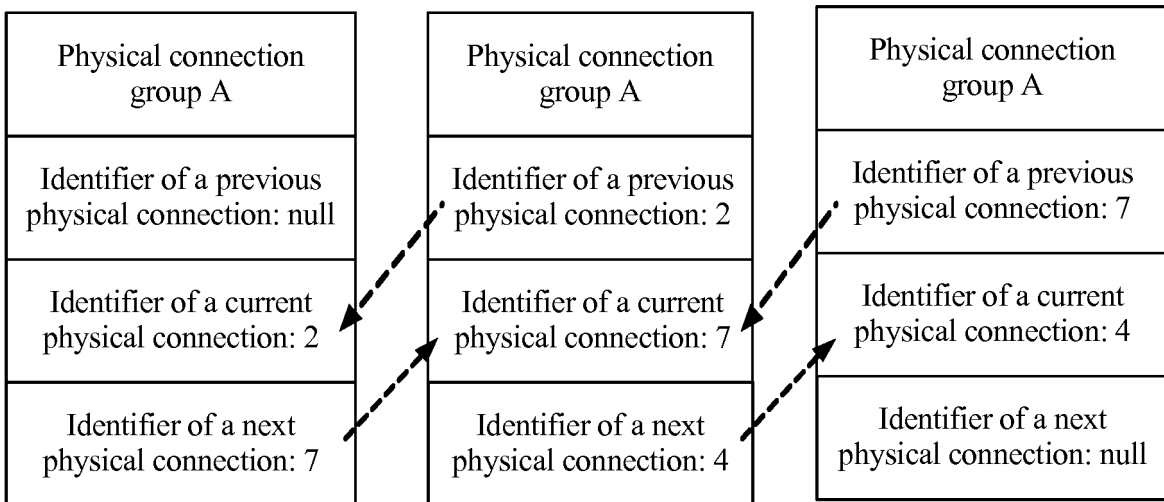 Physical connection
group A
Identifier of a previous
physical connection: null
Identifier of a current
physical connection: 2
Identifier of a next
physical connection: 7
Physical connection
group A
Identifier of a previous
physical connection: 2
Identifier of a current
physical connection: 7
Identifier of a next
physical connection: 4
Physical connection
group A
Identifier of a previous
physical connection: 7
Identifier of a current
physical connection: 4
Identifier of a next
physical connection: null